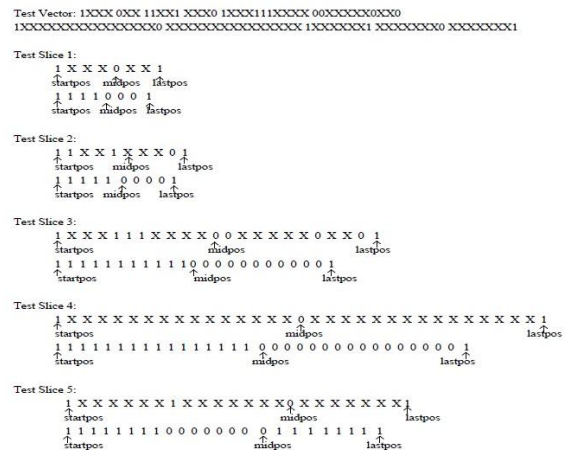 Test Vector: 1XXX 0XX 11XX1 XXX0 1XXX111XXXX 00XXXXX0XX0
1XXXXXXXXXXXXXXX0 XXXXXXXXXXXXXXX 1XXXXXX1 XXXXXXX0 XXXXXXX1
Test Slice 1:
1 X X X 0 X X 1
startpos midpos lastpos
1 1 1 1 0 0 0 1
startpos midpos lastpos
Test Slice 2:
1 1 X X 1 X X X 0 1
startpos midpos lastpos
1 1 1 1 1 0 0 0 0 1
startpos midpos lastpos
Test Slice 3:
1 X X X 1 1 1 X X X X 0 0 X X X X X 0 X X 0 1
startpos midpos lastpos
1 1 1 1 1 1 1 1 1 1 1 0 0 0 0 0 0 0 0 0 0 0 1
startpos midpos lastpos
Test Slice 4:
1 X X X X X X X X X X X X X X X 0 X X X X X X X X X X X X X X X 1
startpos midpos lastpos
1 1 1 1 1 1 1 1 1 1 1 1 1 1 1 1 0 0 0 0 0 0 0 0 0 0 0 0 0 0 0 0 1
startpos midpos lastpos
Test Slice 5:
1 X X X X X X 1 X X X X X X X 0 X X X X X X X 1
startpos midpos lastpos
1 1 1 1 1 1 1 1 0 0 0 0 0 0 0 0 1 1 1 1 1 1 1 1
startpos midpos lastpos